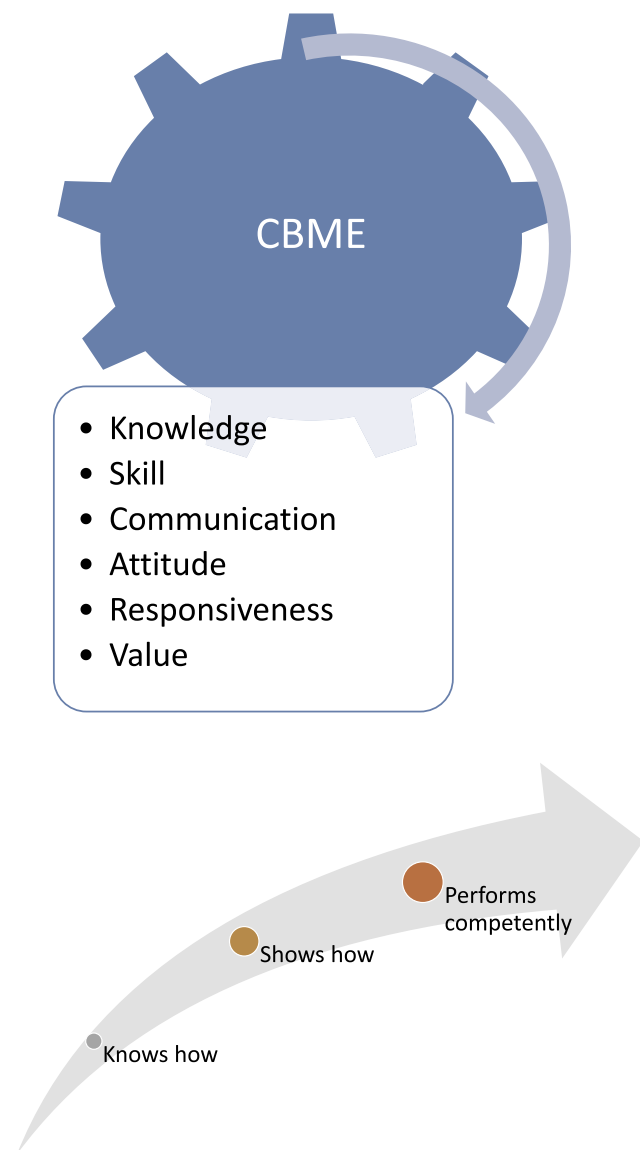 CBME
• Knowledge
• Skill
• Communication
• Attitude
• Responsiveness
• Value
Performs
competently
Shows how
Knows how